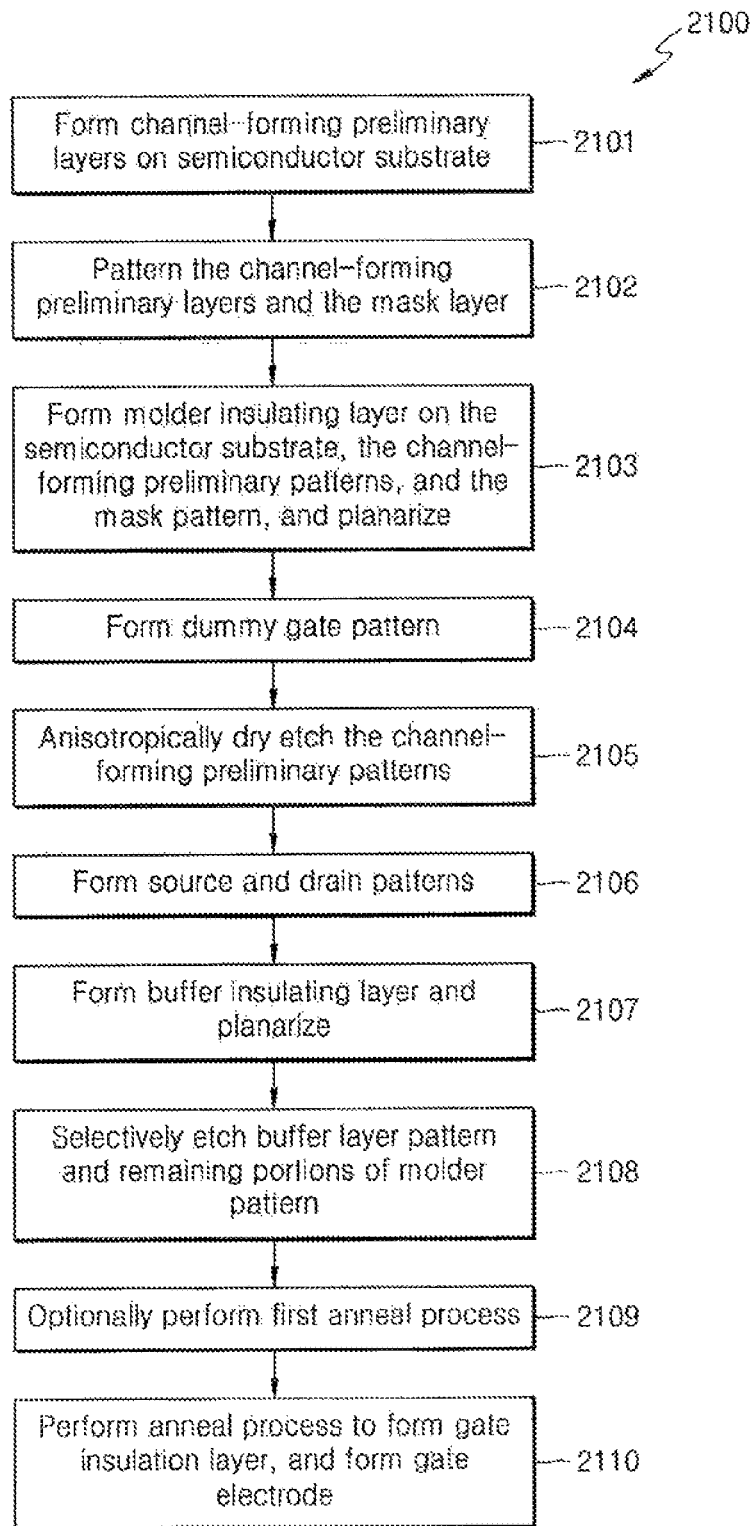 2100
Form channel-forming preliminary
layers on semiconductor substrate
2101
Pattern the channel-forming
preliminary layers and the mask layer
2102
Form molder insulating layer on the
semiconductor substrate, the channel-
forming preliminary patterns, and the
mask pattern, and planarize
2103
Form dummy gate pattern
2104
Anisotropically dry etch the channel-
forming preliminary patterns
2105
Form source and drain patterns
2106
Form buffer insulating layer and
planarize
2107
Selectively etch buffer layer pattern
and remaining portions of molder
pattern
2108
Optionally perform first anneal process
2109
Perform anneal process to form gate
insulation layer, and form gate
electrode
2110